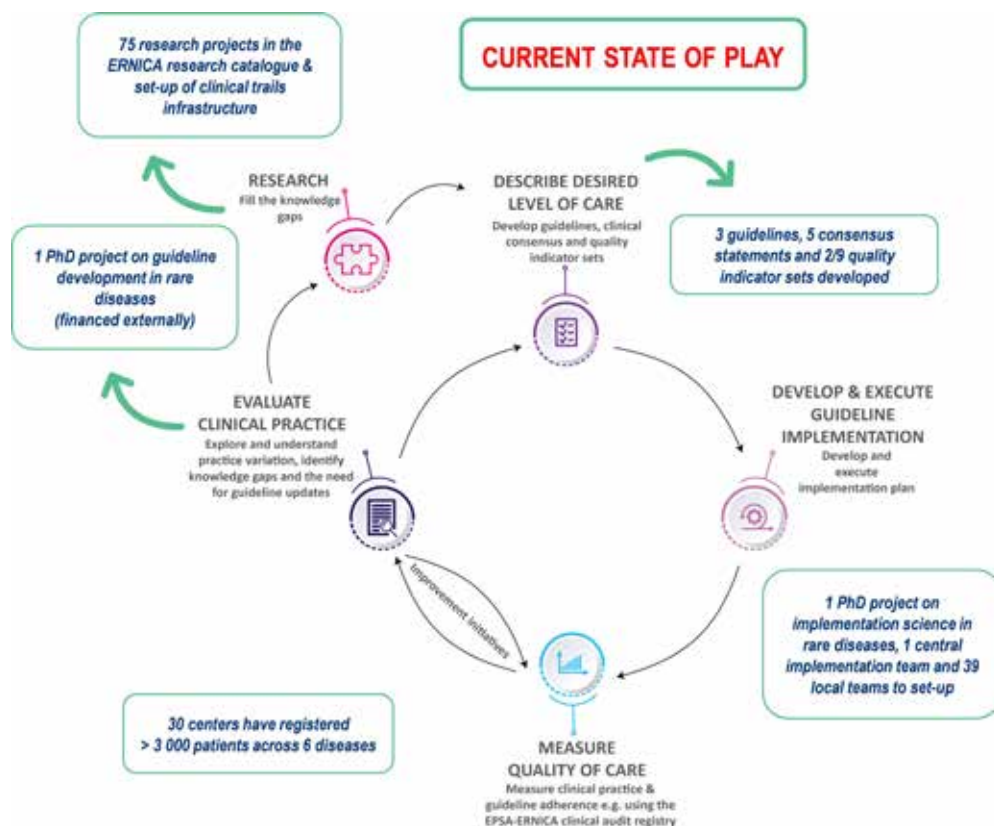 75 research projects in the
ERNICA research catalogue &
set-up of clinical trails
infrastructure
CURRENT STATE OF PLAY
RESEARCH
Fill the knowledge
gaps
DESCRIBE DESIRED
LEVEL OF CARE
Develop guidelines, clinical
consensus and quality
indicator sets
3 guidelines, 5 consensus
statements and 2/9 quality
indicator sets developed
1 PhD project on guideline
development in rare
diseases
(financed externally)
EVALUATE
CLINICAL PRACTICE
Explore and understand
practice variation, identify
knowledge gaps and the need
for guideline updates
DEVELOP & EXECUTE
GUIDELINE
IMPLEMENTATION
Develop and
execute
implementation plan
Improvement initiatives
1 PhD project on
implementation science in
rare diseases, 1 central
implementation team and 39
local teams to set-up
30 centers have registered
> 3 000 patients across 6 diseases
MEASURE
QUALITY OF CARE
Measure clinical practice &
guideline adherence e.g. using the
EPSA-ERNICA clinical audit registry